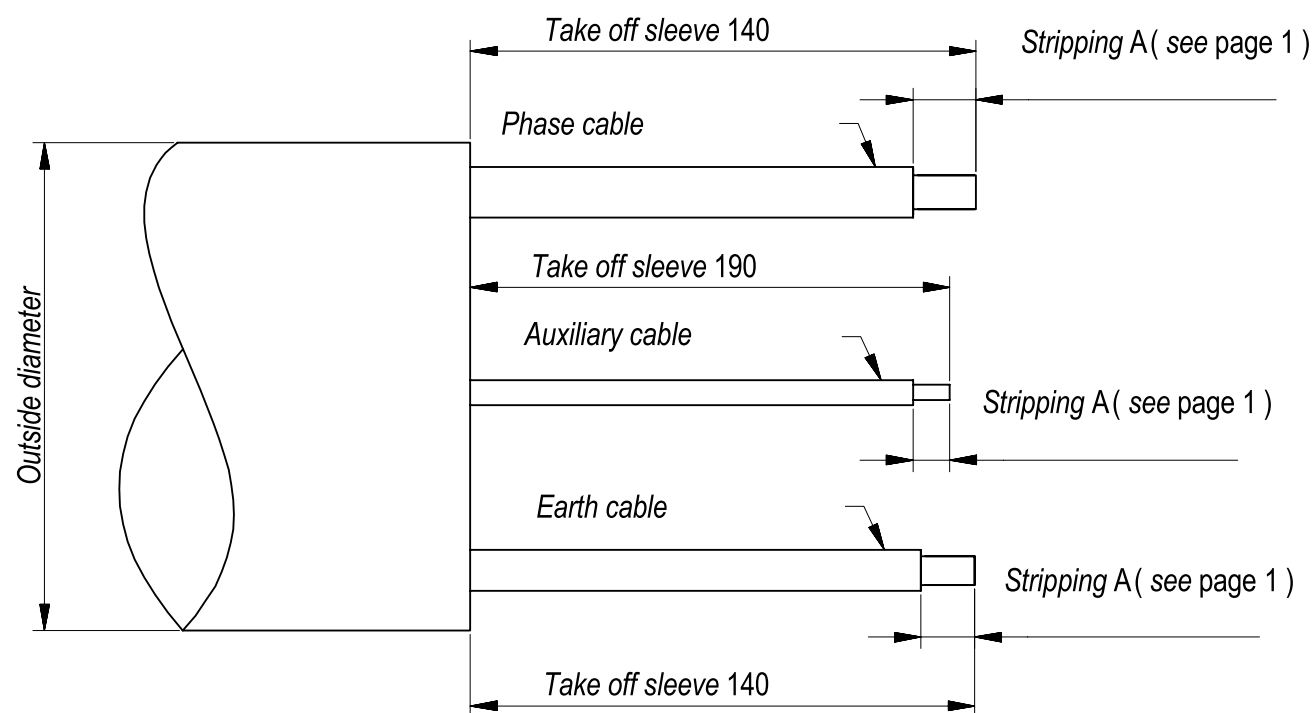 Take off sleeve 140
Stripping A ( see page 1 )
Phase cable
Take off sleeve 190
Auxiliary cable
Outside diameter
Stripping A ( see page 1 )
Earth cable
Stripping A ( see page 1 )
Take off sleeve 140